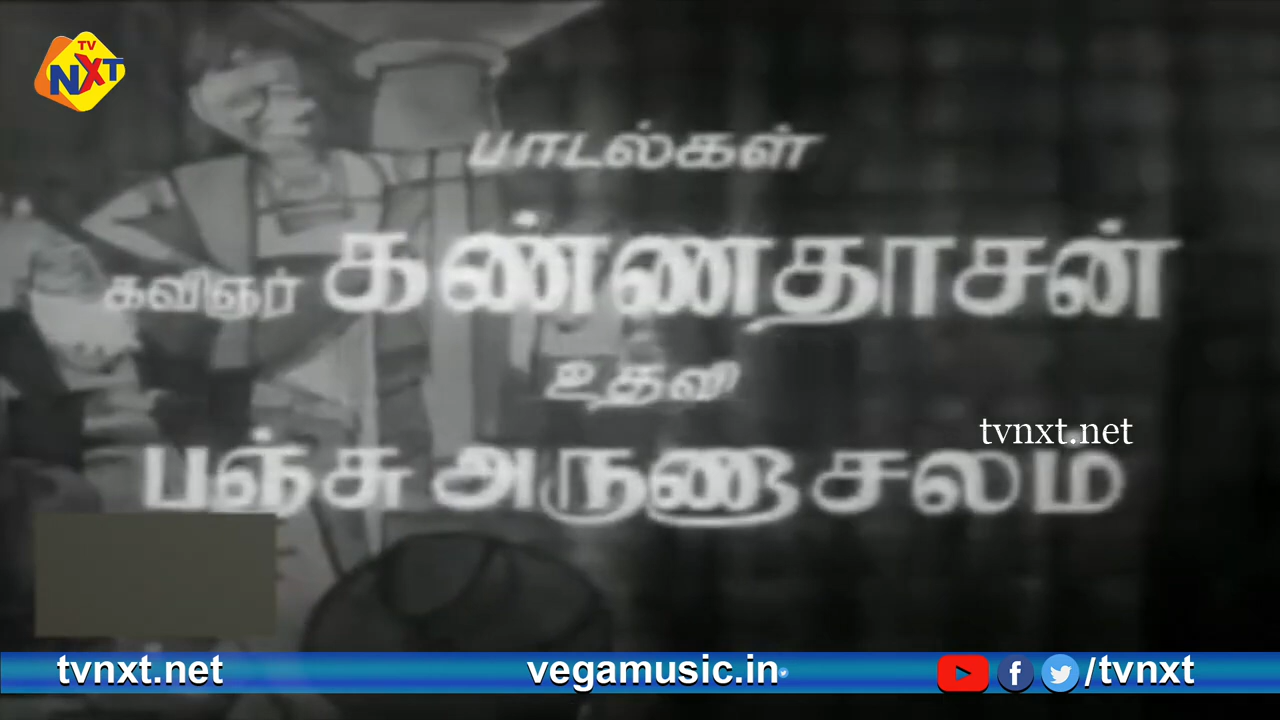 TV
NXT
பாடல்கள்
கவிஞர் கண்ணதாசன்
உதவி
tvnxt.net
பஞ்சு அருணாசலம்
tvnxt.net
vegamusic.in
/tvnxt